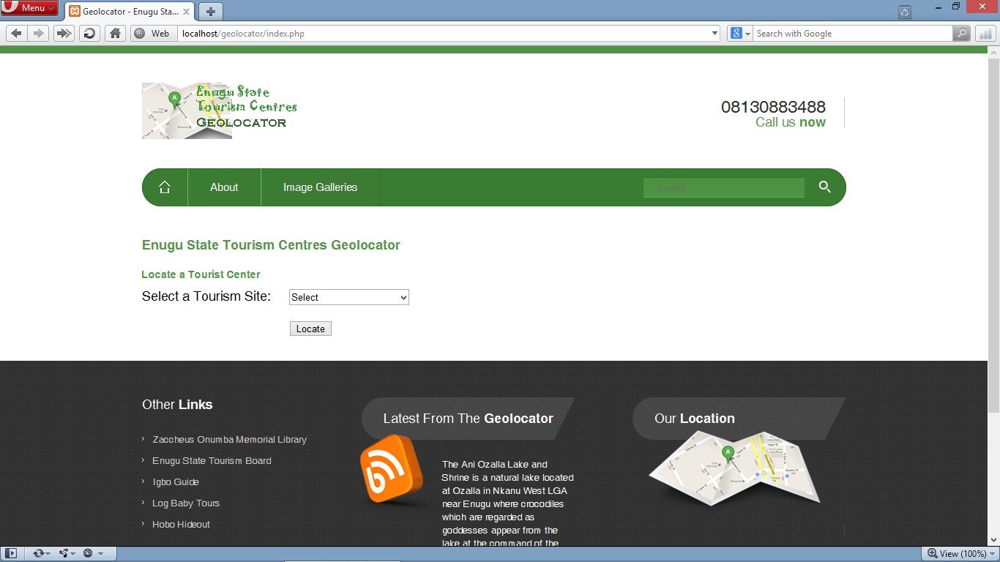 Menu
Geolocator - Enugu Sta...
Web
localhost/geolocator/index.php
Search with Google
Enugu State
Tourism Centres
GEOLOCATOR
08130883488
Call us now
About
Image Galleries
search
Enugu State Tourism Centres Geolocator
Locate a Tourist Center
Select a Tourism Site:
Select
Locate
Other Links
Zaccheus Onumba Memorial Library
Enugu State Tourism Board
Igbo Guide
Log Baby Tours
Hobo Hideout
Latest From The Geolocator
The Ani Ozalla Lake and
Shrine is a natural lake located
at Ozalla in Nkanu West LGA
near Enugu where crocodiles
which are regarded as
goddesses appear from the
lake at the command of the
Our Location
A
View (100%)